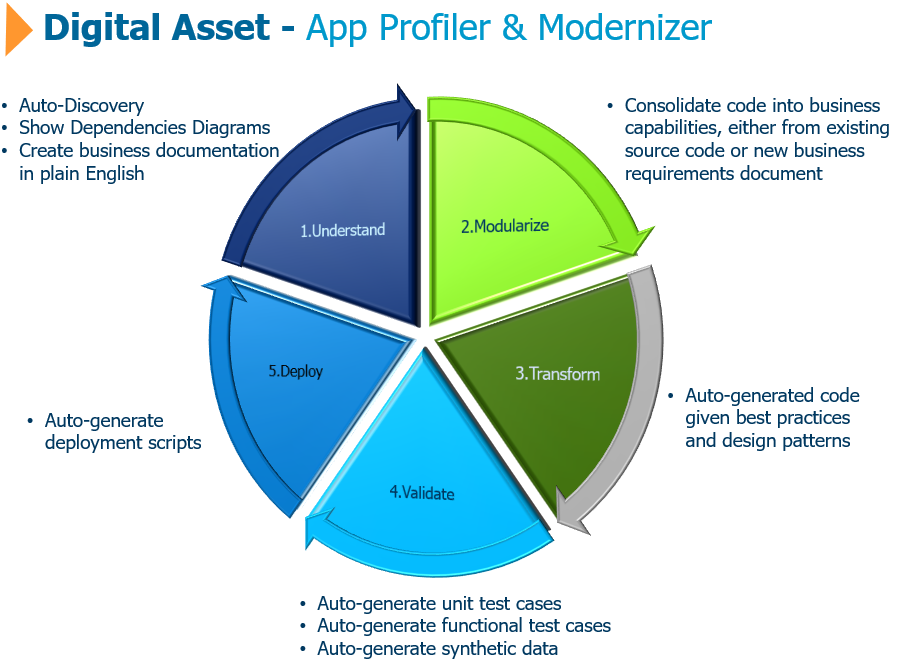 Digital Asset - App Profiler & Modernizer
• Auto-Discovery
• Show Dependencies Diagrams
• Create business documentation
in plain English
• Consolidate code into business
capabilities, either from existing
source code or new business
requirements document
1.Understand
2.Modularize
5.Deploy
3.Transform
• Auto-generated code
given best practices
and design patterns
• Auto-generate
deployment scripts
4.Validate
• Auto-generate unit test cases
• Auto-generate functional test cases
• Auto-generate synthetic data